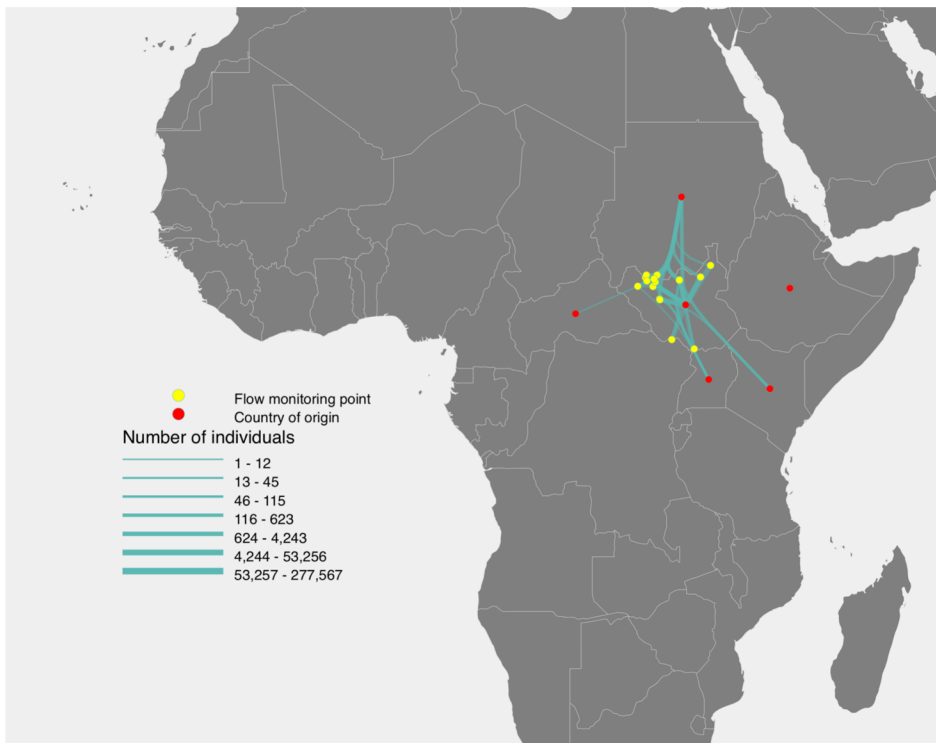 Flow monitoring point
Country of origin
Number of individuals
1 - 12
13 - 45
46 - 115
116 - 623
624 - 4,243
4,244 - 53,256
53,257 - 277,567